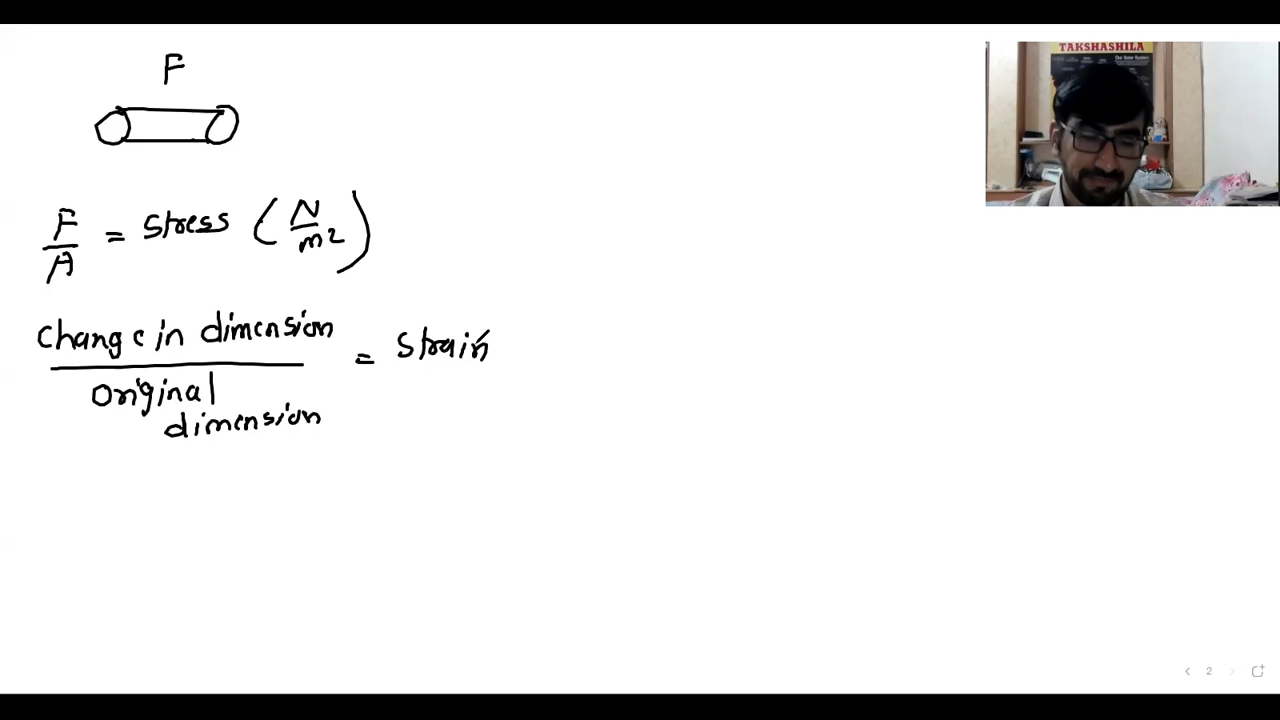 F
TAKSHASHILA
F/A = stress (N/m²)
change in dimension
original
dimension
= strain
2